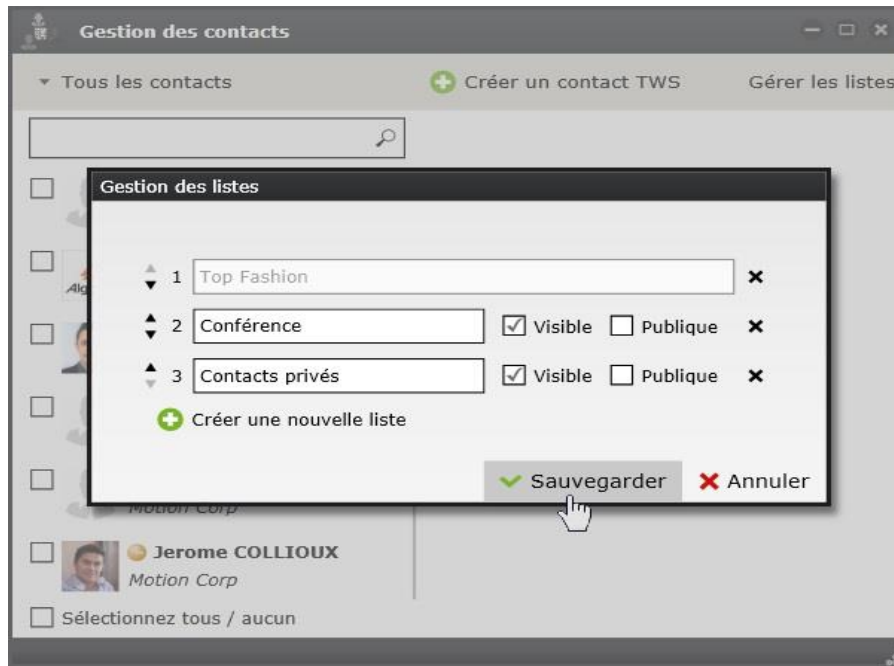 Gestion des contacts
Tous les contacts Créer un contact TWS Gérer les listes
Gestion des listes
Alg
1 Top Fashion
2 Conférence Visible Publique
3 Contacts privés Visible Publique
Créer une nouvelle liste
Sauvegarder Annuler
Motion Corp
Jerome COLLIOUX
Motion Corp
Sélectionnez tous / aucun